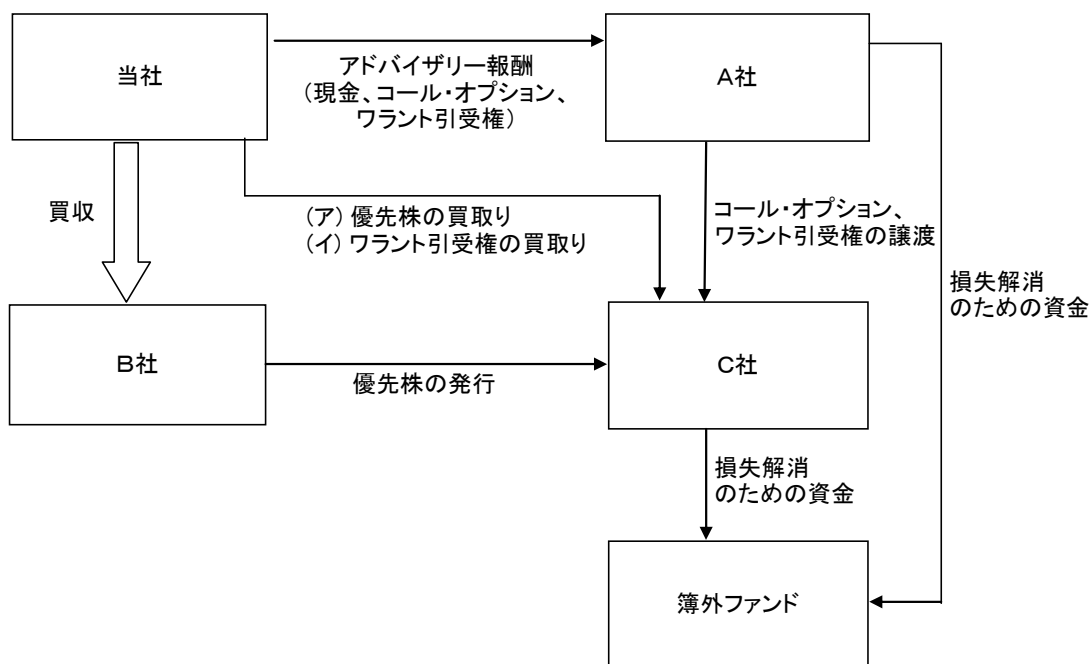 当社
アドバイザリー報酬
（現金、コール・オプション、
ワラント引受権）
A社
買収
（ア）優先株の買取り
（イ）ワラント引受権の買取り
コール・オプション、
ワラント引受権の譲渡
損失解消
のための資金
B社
優先株の発行
C社
損失解消
のための資金
簿外ファンド